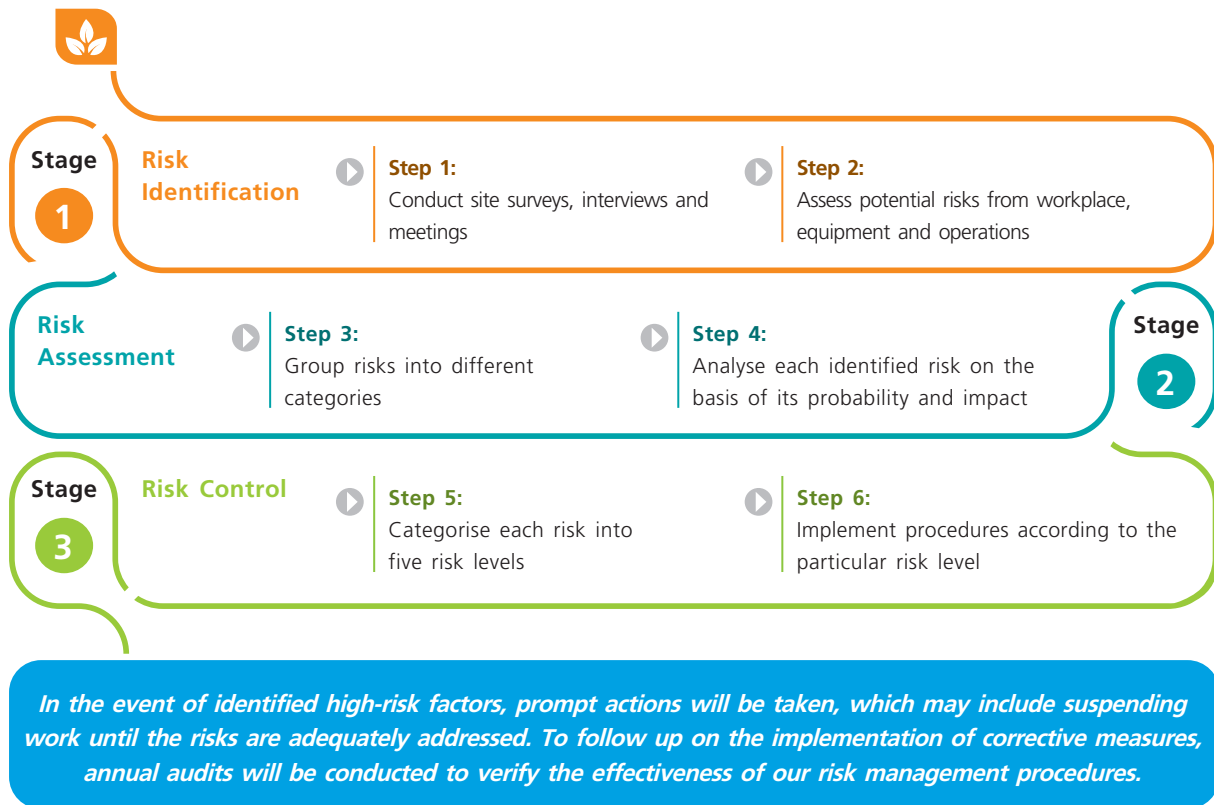 Stage
1
Risk
Identification
Step 1:
Conduct site surveys, interviews and
meetings
Step 2:
Assess potential risks from workplace,
equipment and operations
Risk
Assessment
Step 3:
Group risks into different
categories
Step 4:
Analyse each identified risk on the
basis of its probability and impact
Stage
2
Stage
3
Risk Control
Step 5:
Categorise each risk into
five risk levels
Step 6:
Implement procedures according to the
particular risk level
In the event of identified high-risk factors, prompt actions will be taken, which may include suspending
work until the risks are adequately addressed. To follow up on the implementation of corrective measures,
annual audits will be conducted to verify the effectiveness of our risk management procedures.